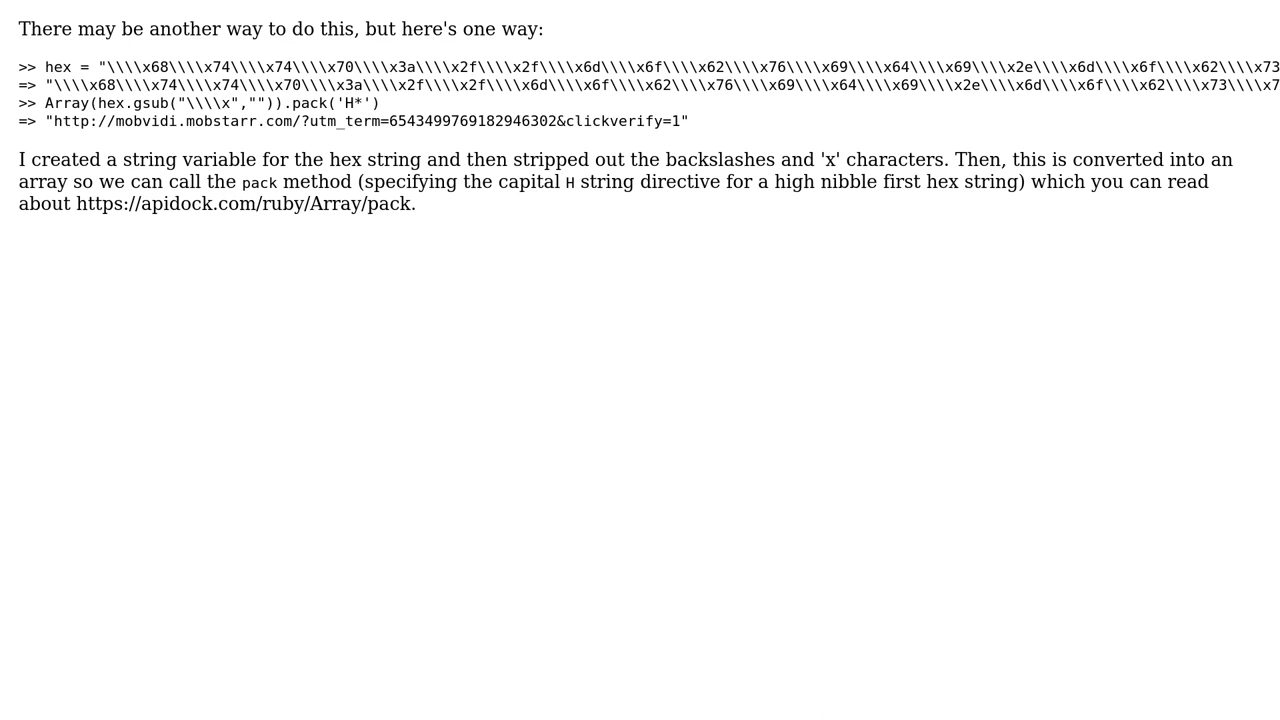 There may be another way to do this, but here's one way:
>> hex = "\\\\x68\\\\x74\\\\x74\\\\x70\\\\x3a\\\\x2f\\\\x2f\\\\x6d\\\\x6f\\\\x62\\\\x76\\\\x69\\\\x64\\\\x69\\\\x2e\\\\x6d\\\\x6f\\\\x62\\\\x73
=> "\\\\x68\\\\x74\\\\x74\\\\x70\\\\x3a\\\\x2f\\\\x2f\\\\x6d\\\\x6f\\\\x62\\\\x76\\\\x69\\\\x64\\\\x69\\\\x2e\\\\x6d\\\\x6f\\\\x62\\\\x73\\\\x7
>> Array(hex.gsub("\\\\x","")).pack('H*')
=> "http://mobvidi.mobstarr.com/?utm_term=6543499769182946302&clickverify=1"
I created a string variable for the hex string and then stripped out the backslashes and 'x' characters. Then, this is converted into an
array so we can call the pack method (specifying the capital H string directive for a high nibble first hex string) which you can read
about https://apidock.com/ruby/Array/pack.